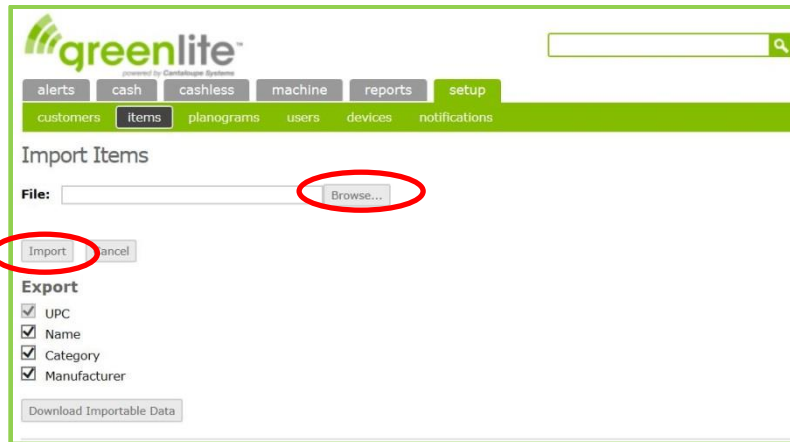 greenlite™
powered by Cantaloupe Systems
alerts cash cashless machine reports setup
customers items planograms users devices notifications
Import Items
File: Browse...
Import Cancel
Export
UPC
Name
Category
Manufacturer
Download Importable Data